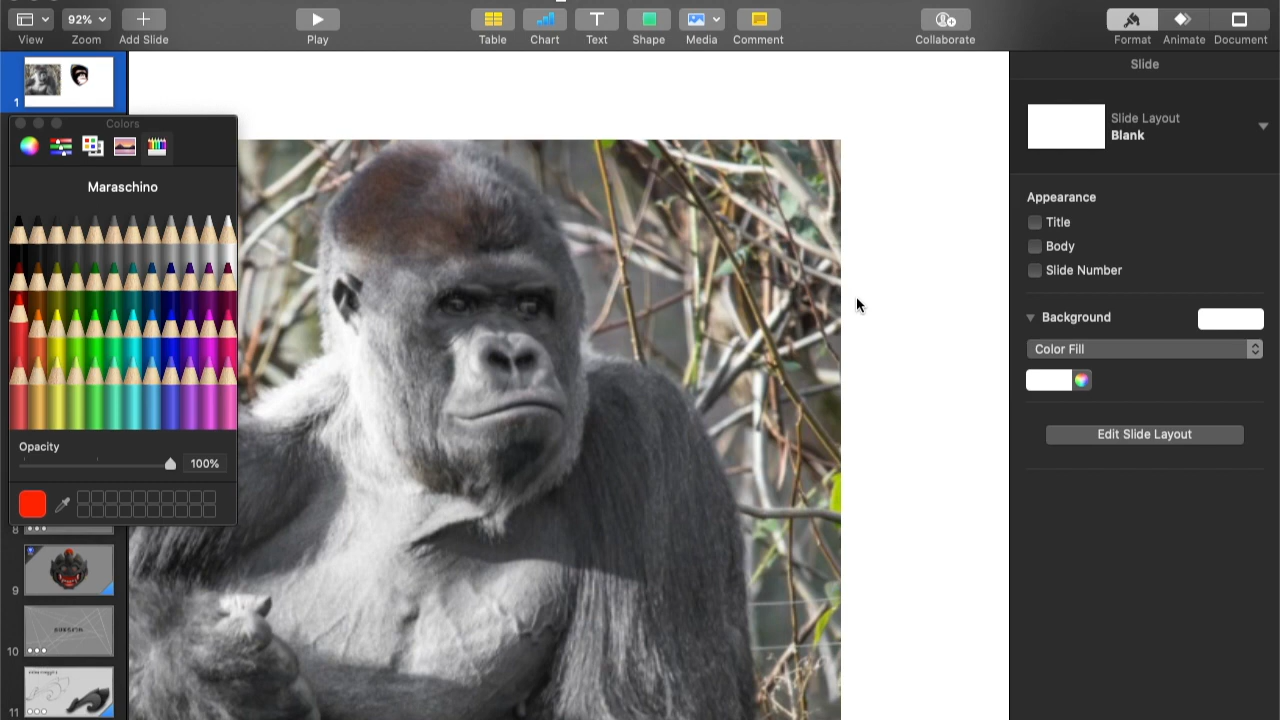 92%
View
Zoom
Add Slide
Play
Table
Chart
Text
Shape
Media
Comment
Collaborate
Format
Animate
Document
Slide
1
Colors
Maraschino
Opacity
100%
8
9
10
11
Slide Layout
Blank
Appearance
Title
Body
Slide Number
Background
Color Fill
Edit Slide Layout